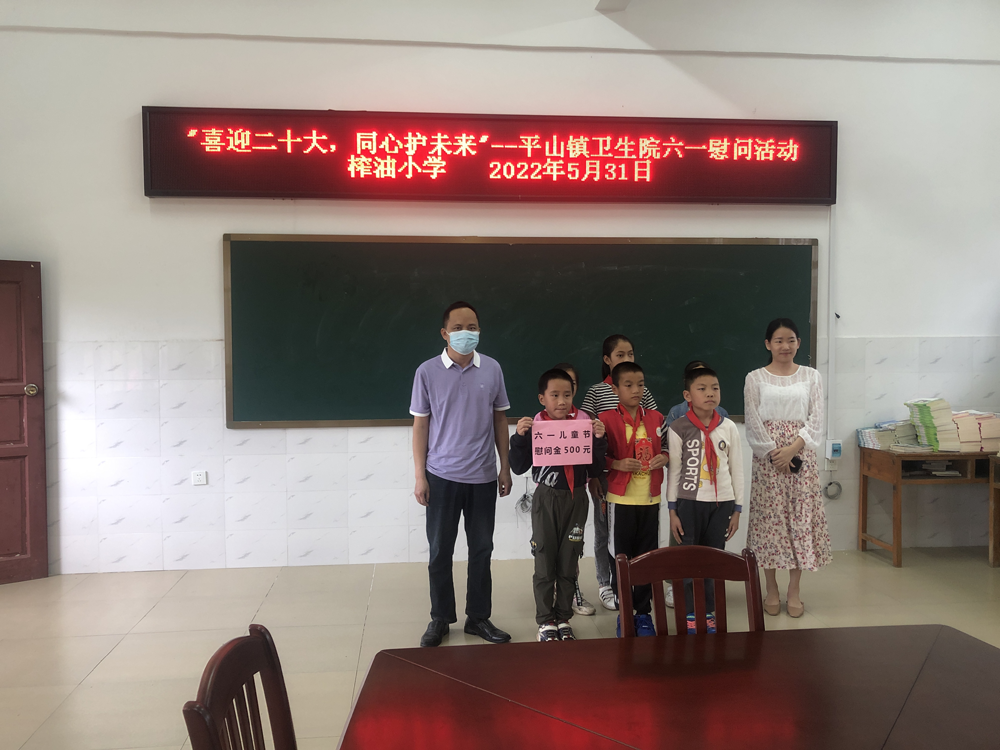 “喜迎二十大，同心护未来”--平山镇卫生院六一慰问活动
榨油小学 2022年5月31日
六一儿童节
慰问金500元
SPORTS